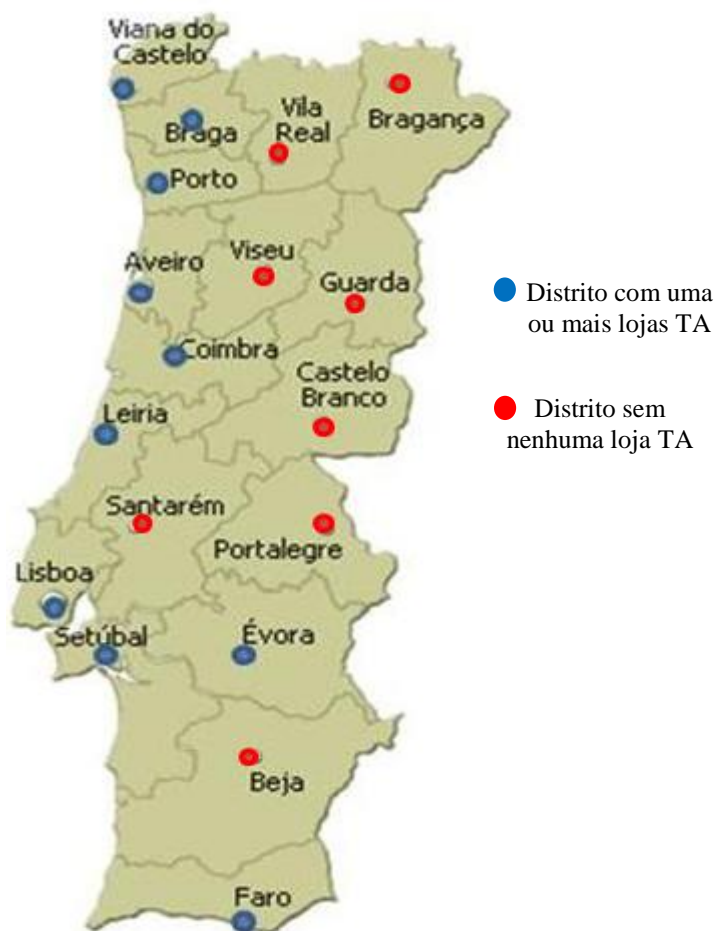 Viana do
Castelo
Braga
Vila
Real
Bragança
Porto
Aveiro
Viseu
Guarda
Coimbra
Castelo
Branco
Leiria
Santarém
Portalegre
Lisboa
Setúbal
Évora
Beja
Faro
Distrito com uma
ou mais lojas TA
Distrito sem
nenhuma loja TA